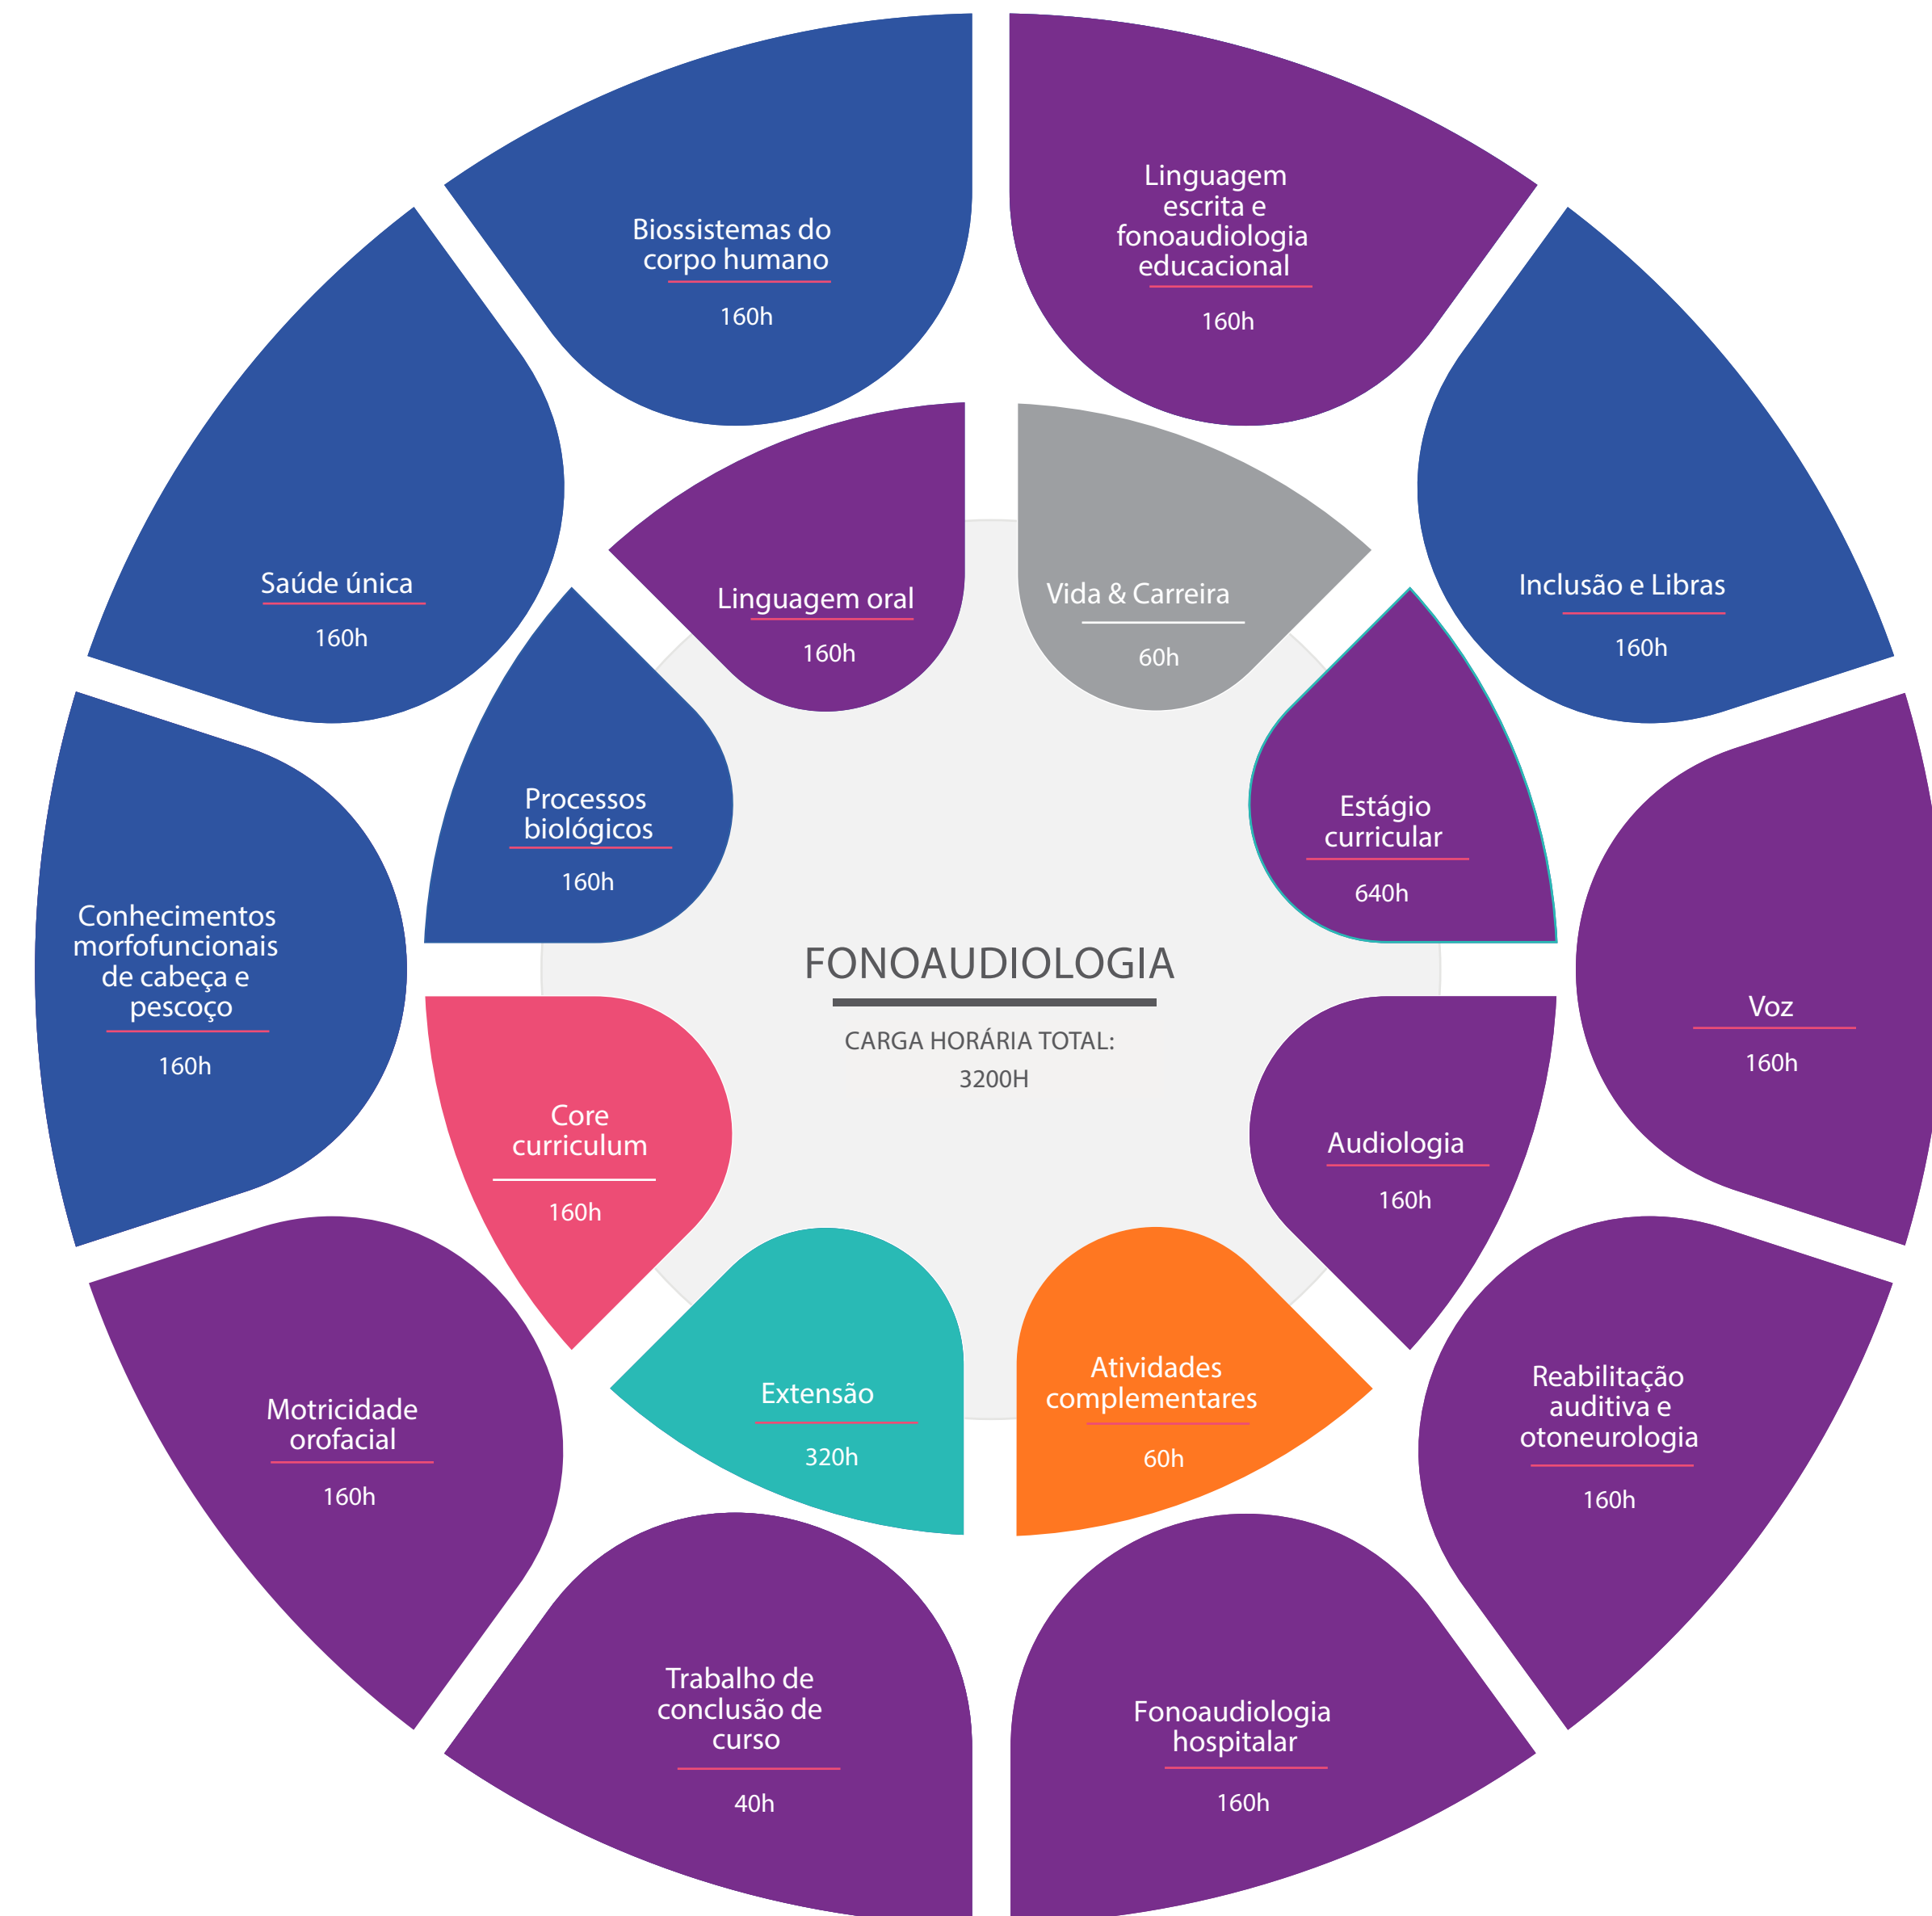 Linguagem
escrita e
fonoaudiologia
educacional
160h
Biossistemas do
corpo humano
160h
Saúde única
160h
Inclusão e Libras
160h
Linguagem oral
160h
Vida & Carreira
60h
Processos
biológicos
160h
Estágio
curricular
640h
Conhecimentos
morfofuncionais
de cabeça e
pescoço
160h
FONOAUDIOLOGIA
CARGA HORÁRIA TOTAL:
3200H
Voz
160h
Core
curriculum
160h
Audiologia
160h
Extensão
320h
Atividades
complementares
60h
Motricidade
orofacial
160h
Reabilitação
auditiva e
otoneurologia
160h
Trabalho de
conclusão de
curso
40h
Fonoaudiologia
hospitalar
160h